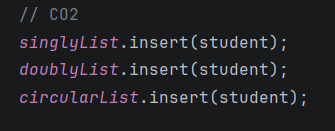 // CO2
singlyList.insert(student);
doublyList.insert(student);
circularList.insert(student);